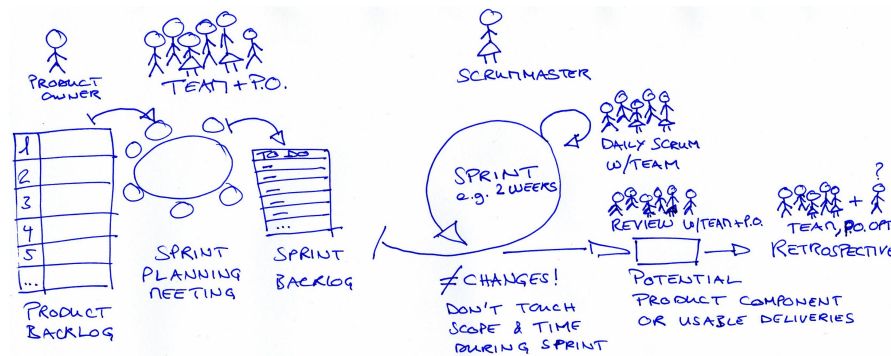 PRODUCT
OWNER
TEAM + P.O.
SCRUMMASTER
1
2
3
4
5
...
PRODUCT
BACKLOG
SPRINT
PLANNING
MEETING
TO DO
...
SPRINT
BACKLOG
SPRINT
e.g. 2 WEEKS
DAILY SCRUM
W/TEAM
≠ CHANGES!
DON'T TOUCH
SCOPE & TIME
DURING SPRINT
REVIEW W/TEAM+P.O.
POTENTIAL
PRODUCT COMPONENT
OR USABLE DELIVERIES
+ ?
TEAM, P.O. OPT
RETROSPECTIVE